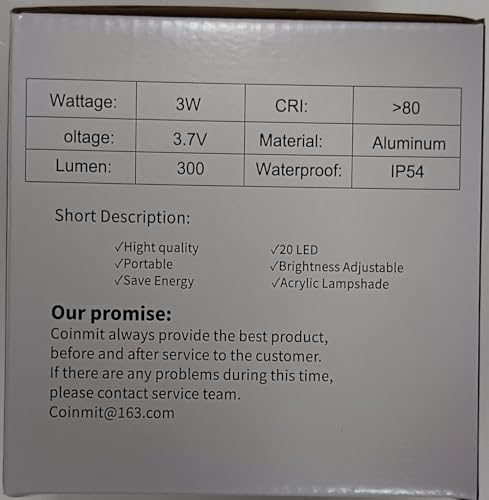 Wattage: 3W CRI: >80
oltage: 3.7V Material: Aluminum
Lumen: 300 Waterproof: IP54
Short Description:
✓Hight quality ✓20 LED
✓Portable ✓Brightness Adjustable
✓Save Energy ✓Acrylic Lampshade
Our promise:
Coinmit always provide the best product,
before and after service to the customer.
If there are any problems during this time,
please contact service team.
Coinmit@163.com